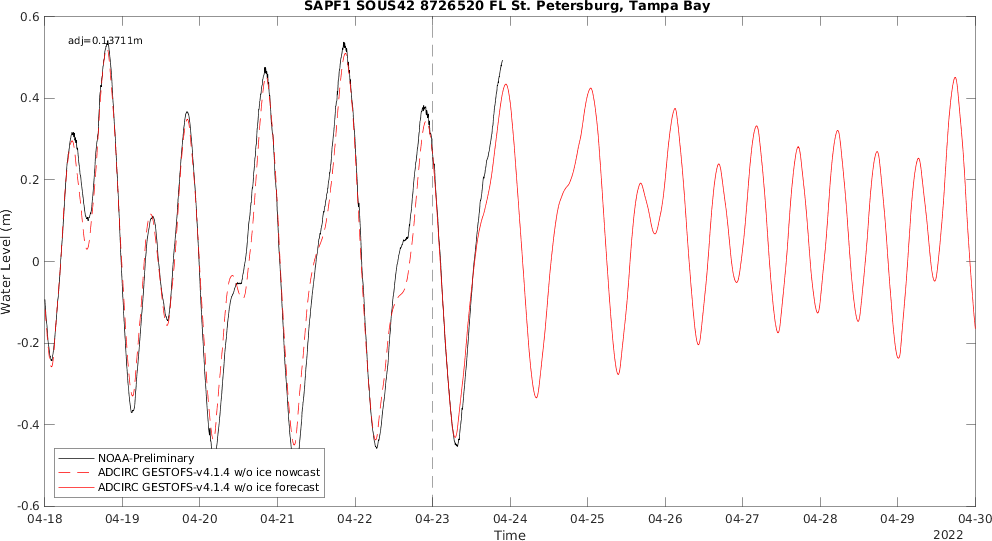 SAPF1 SOUS42 8726520 FL St. Petersburg, Tampa Bay
adj=0.13711m
Water Level (m)
0.6
0.4
0.2
0
-0.2
-0.4
-0.6
NOAA-Preliminary
ADCIRC GESTOFS-v4.1.4 w/o ice nowcast
ADCIRC GESTOFS-v4.1.4 w/o ice forecast
04-18 04-19 04-20 04-21 04-22 04-23 04-24 04-25 04-26 04-27 04-28 04-29 04-30
Time
2022